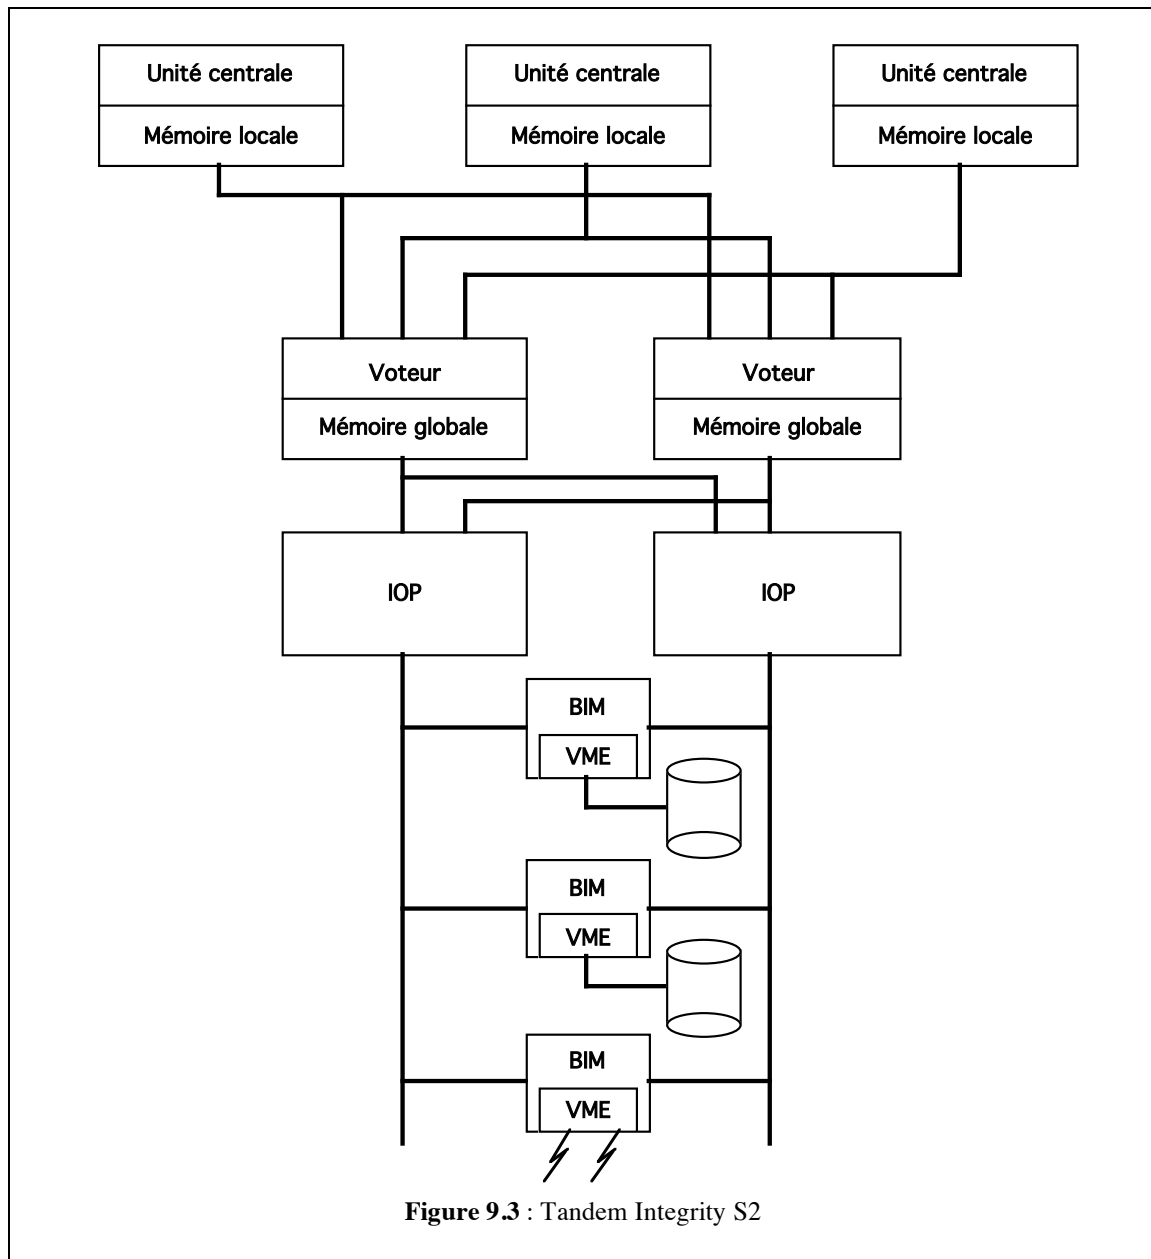 Unité centrale
Unité centrale
Unité centrale
Mémoire locale
Mémoire locale
Mémoire locale
Voteur
Voteur
Mémoire globale
Mémoire globale
IOP
IOP
BIM
VME
BIM
VME
BIM
VME
Figure 9.3 : Tandem Integrity S2